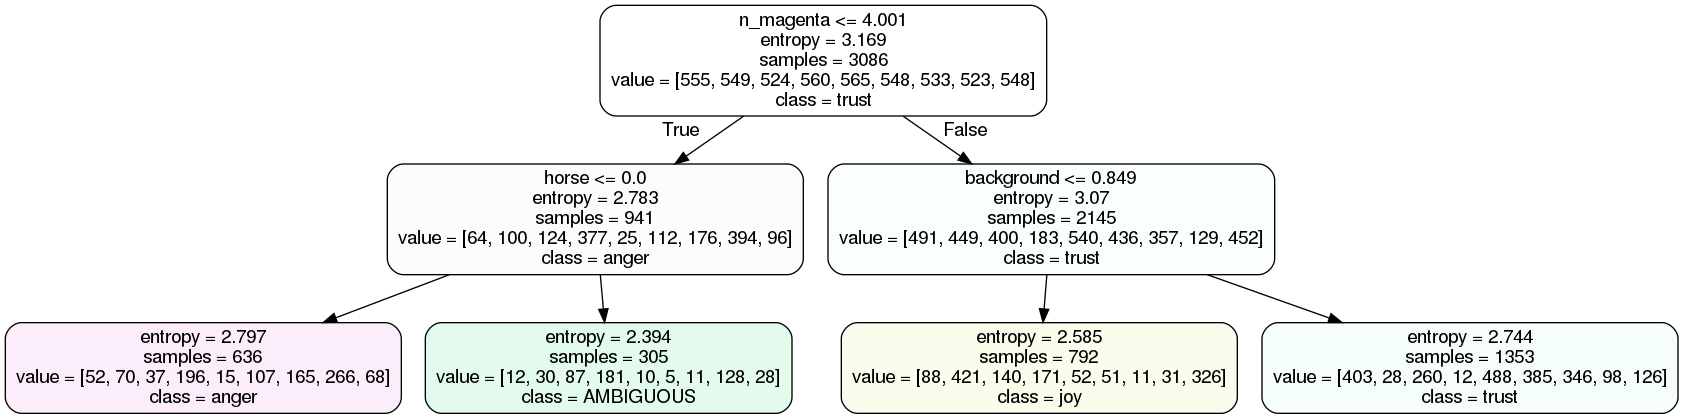 n_magenta <= 4.001
entropy = 3.169
samples = 3086
value = [555, 549, 524, 560, 565, 548, 533, 523, 548]
class = trust
True
False
horse <= 0.0
entropy = 2.783
samples = 941
value = [64, 100, 124, 377, 25, 112, 176, 394, 96]
class = anger
background <= 0.849
entropy = 3.07
samples = 2145
value = [491, 449, 400, 183, 540, 436, 357, 129, 452]
class = trust
entropy = 2.797
samples = 636
value = [52, 70, 37, 196, 15, 107, 165, 266, 68]
class = anger
entropy = 2.394
samples = 305
value = [12, 30, 87, 181, 10, 5, 11, 128, 28]
class = AMBIGUOUS
entropy = 2.585
samples = 792
value = [88, 421, 140, 171, 52, 51, 11, 31, 326]
class = joy
entropy = 2.744
samples = 1353
value = [403, 28, 260, 12, 488, 385, 346, 98, 126]
class = trust